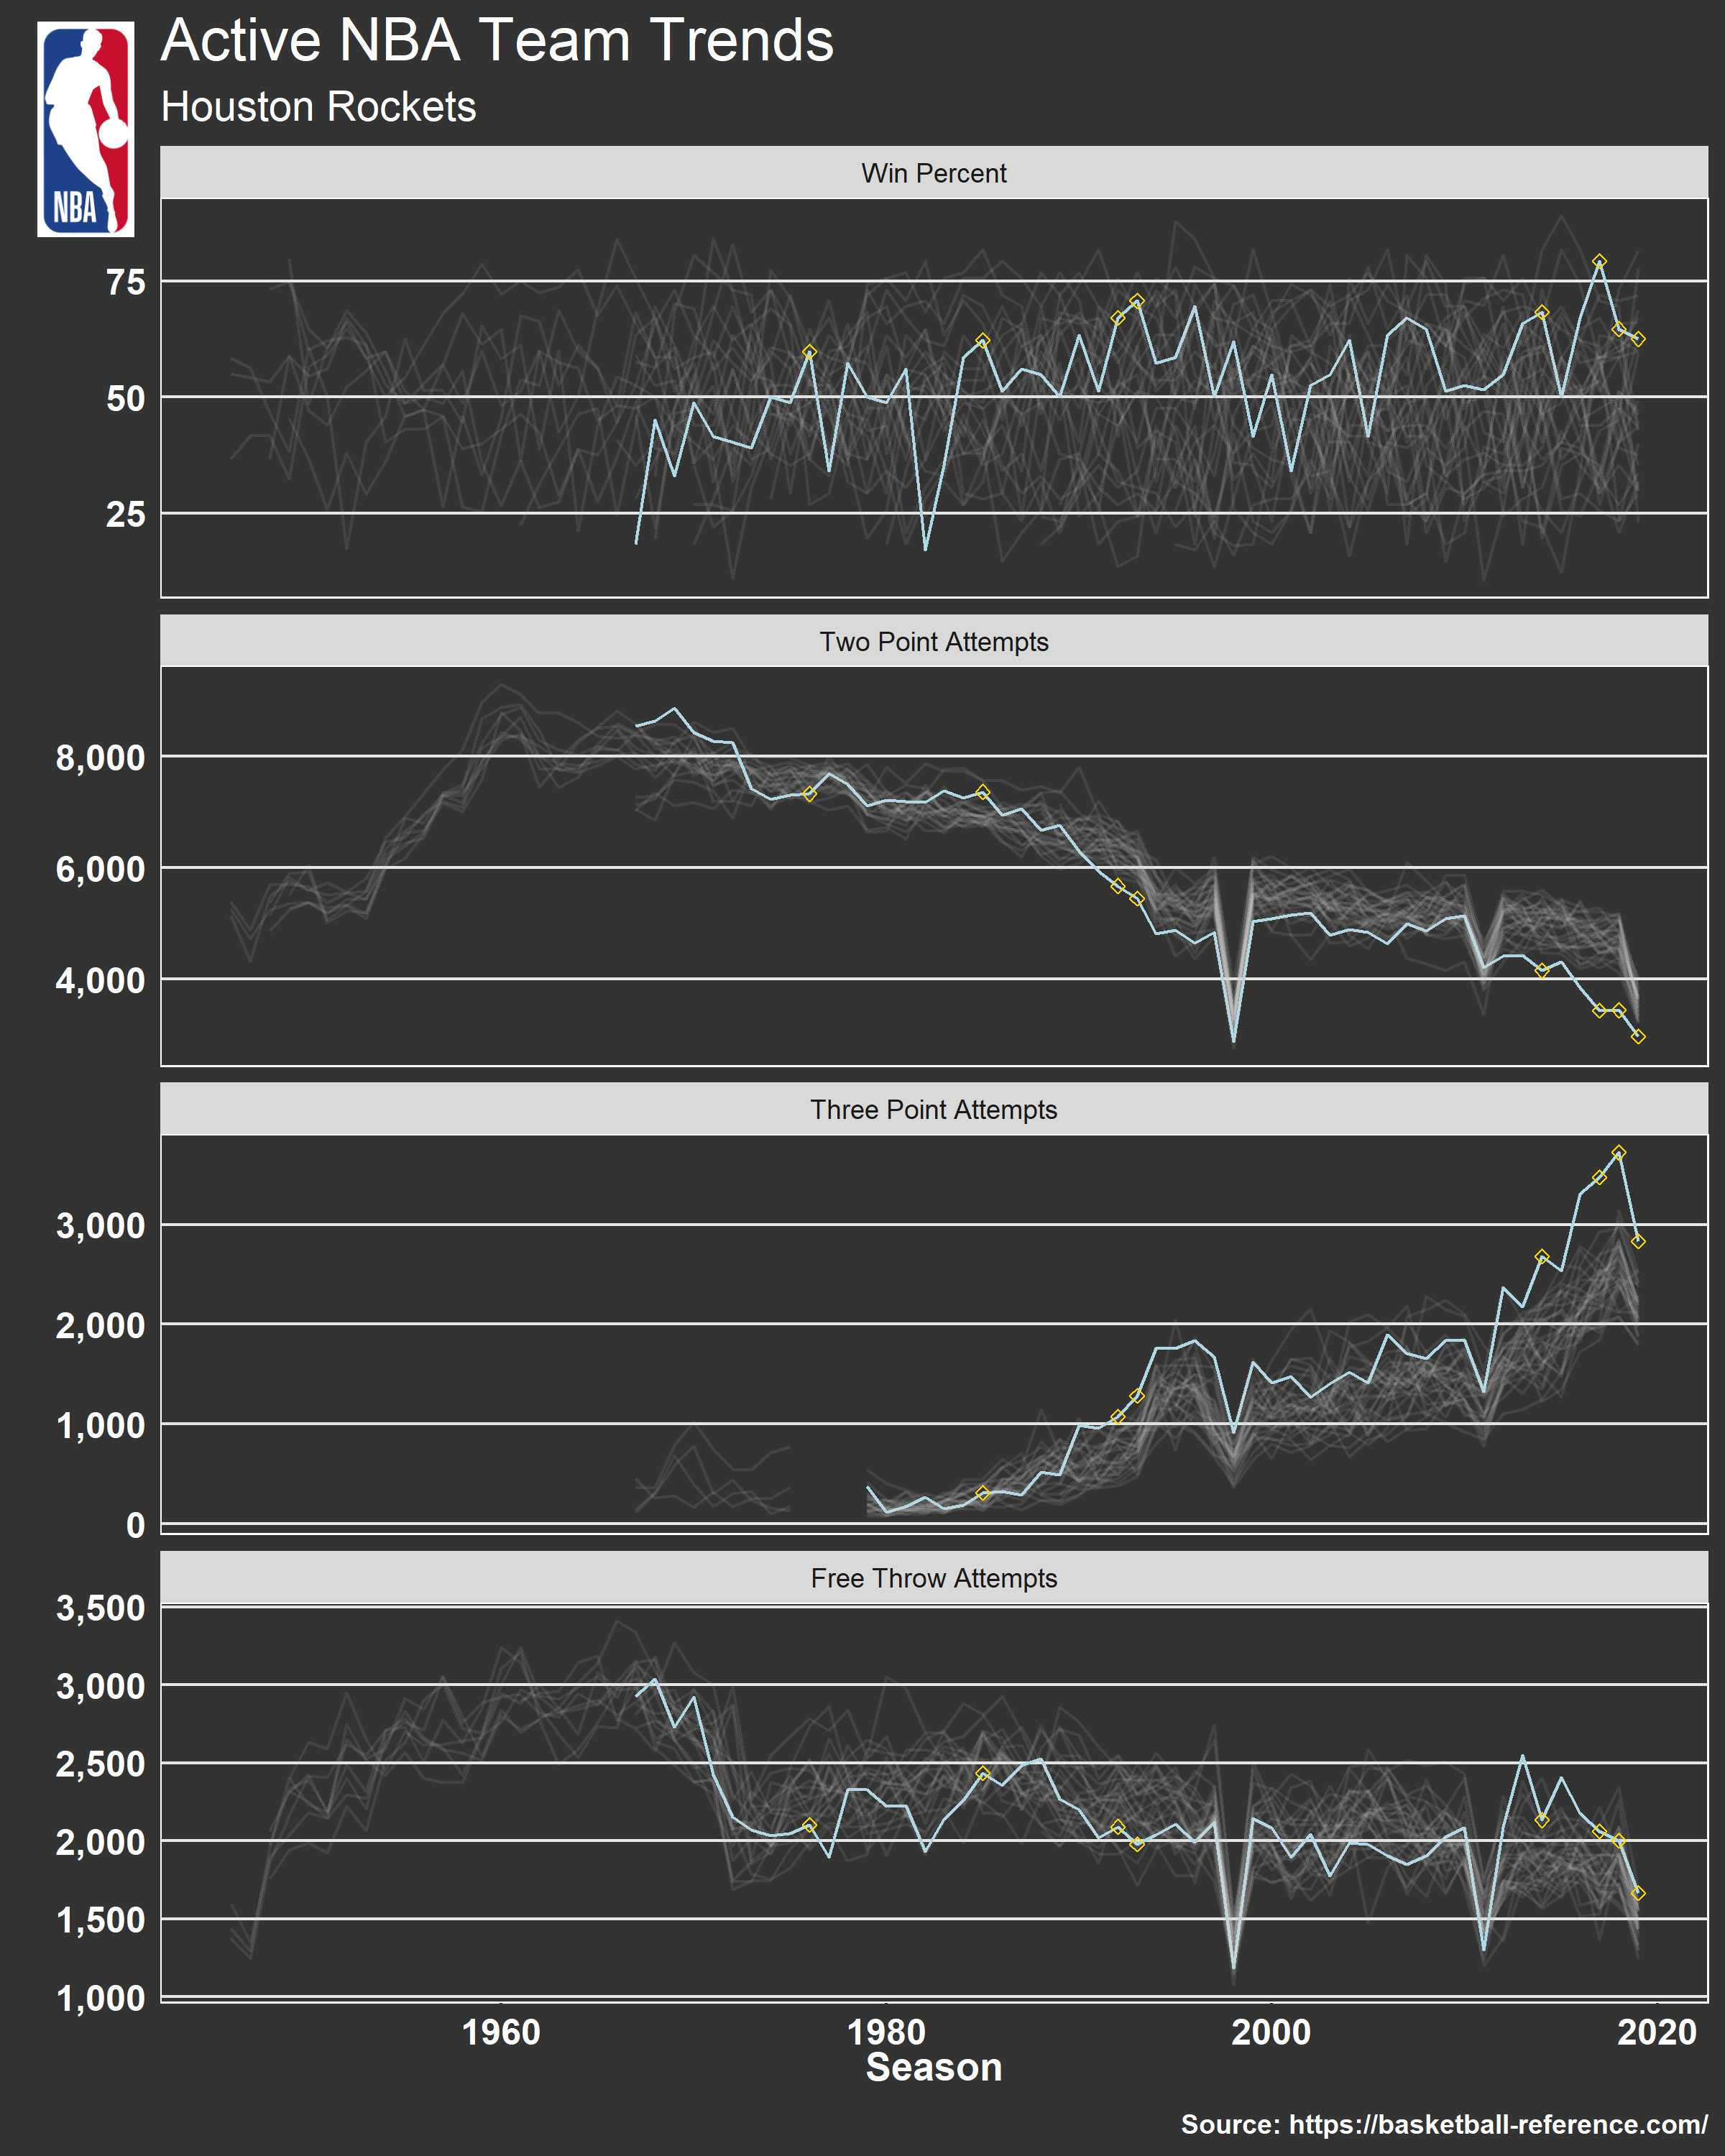 Active NBA Team Trends
Houston Rockets
NBA
Win Percent
75
50
25
Two Point Attempts
8,000
6,000
4,000
Three Point Attempts
3,000
2,000
1,000
0
Free Throw Attempts
3,500
3,000
2,500
2,000
1,500
1,000
1960 1980 2000 2020
Season
Source: https://basketball-reference.com/